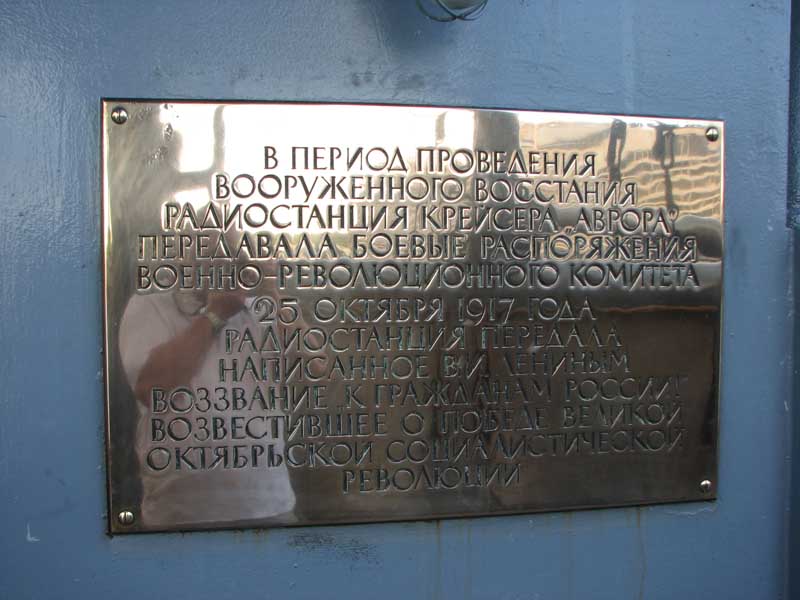 В ПЕРИОД ПРОВЕДЕНИЯ
ВООРУЖЕННОГО ВОССТАНИЯ
РАДИОСТАНЦИЯ КРЕЙСЕРА „АВРОРА"
ПЕРЕДАВАЛА БОЕВЫЕ РАСПОРЯЖЕНИЯ
ВОЕННО-РЕВОЛЮЦИОННОГО КОМИТЕТА
25 ОКТЯБРЯ 1917 ГОДА
РАДИОСТАНЦИЯ ПЕРЕДАЛА
НАПИСАННОЕ В И ЛЕНИНЫМ
ВОЗЗВАНИЕ „К ГРАЖДАНАМ РОССИИ"
ВОЗВЕСТИВШЕЕ О ПОБЕДЕ ВЕЛИКОЙ
ОКТЯБРЬСКОЙ СОЦИАЛИСТИЧЕСКОЙ
РЕВОЛЮЦИИ